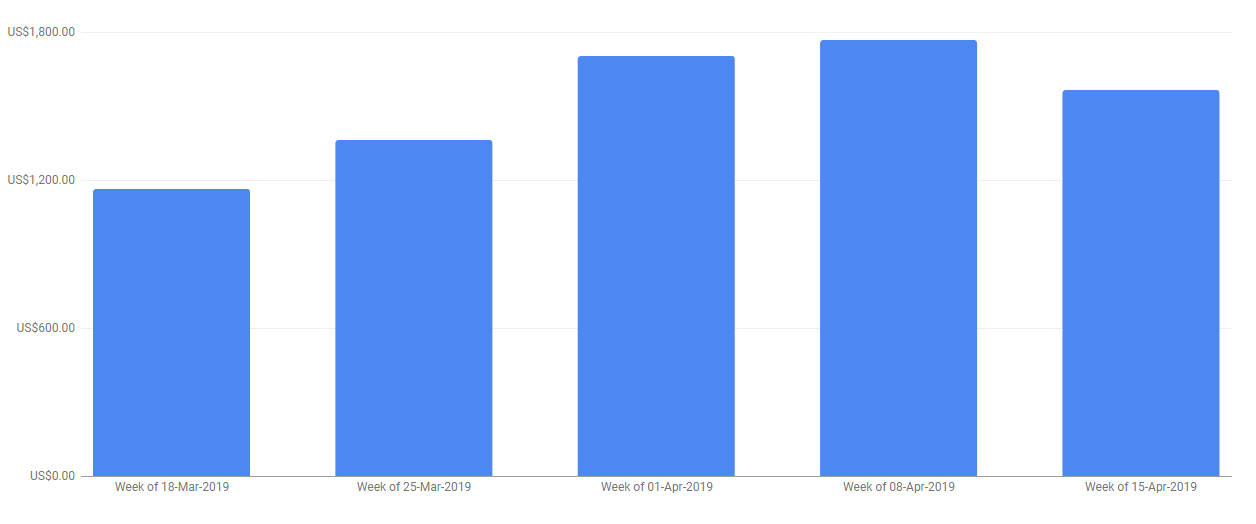 US$1,800.00
US$1,200.00
US$600.00
US$0.00
Week of 18-Mar-2019
Week of 25-Mar-2019
Week of 01-Apr-2019
Week of 08-Apr-2019
Week of 15-Apr-2019